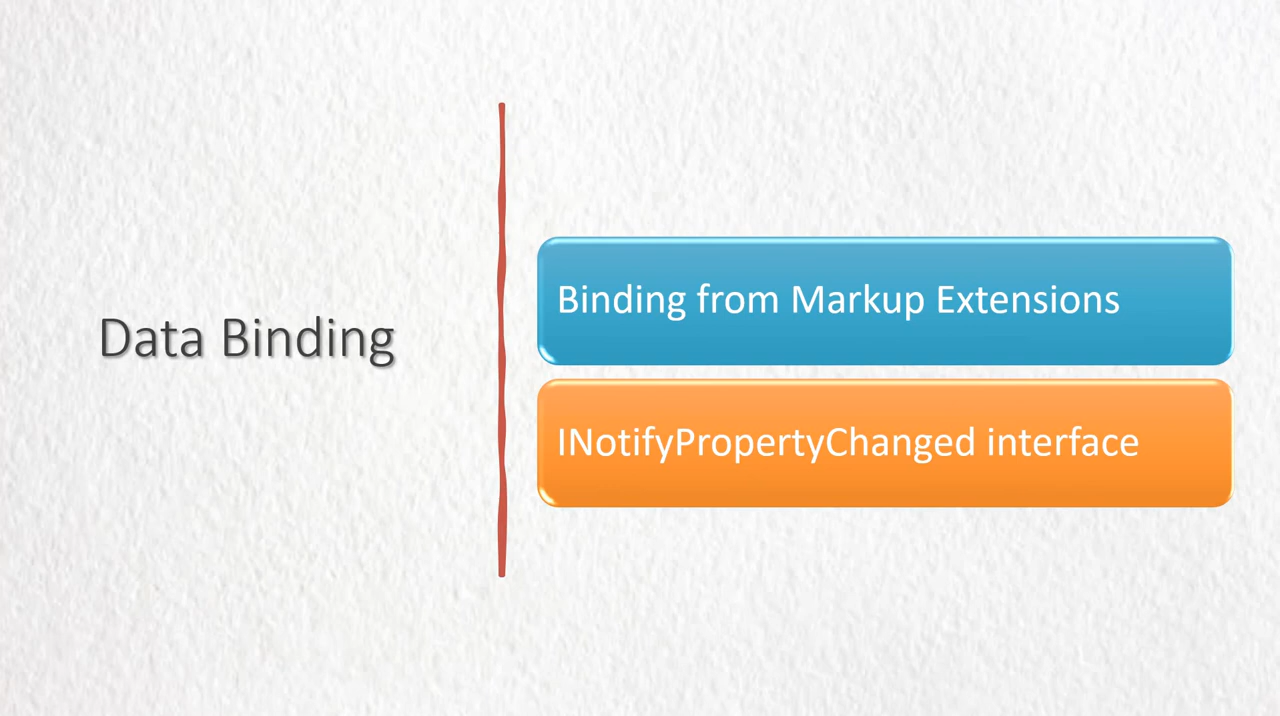 Data Binding
Binding from Markup Extensions
INotifyPropertyChanged interface